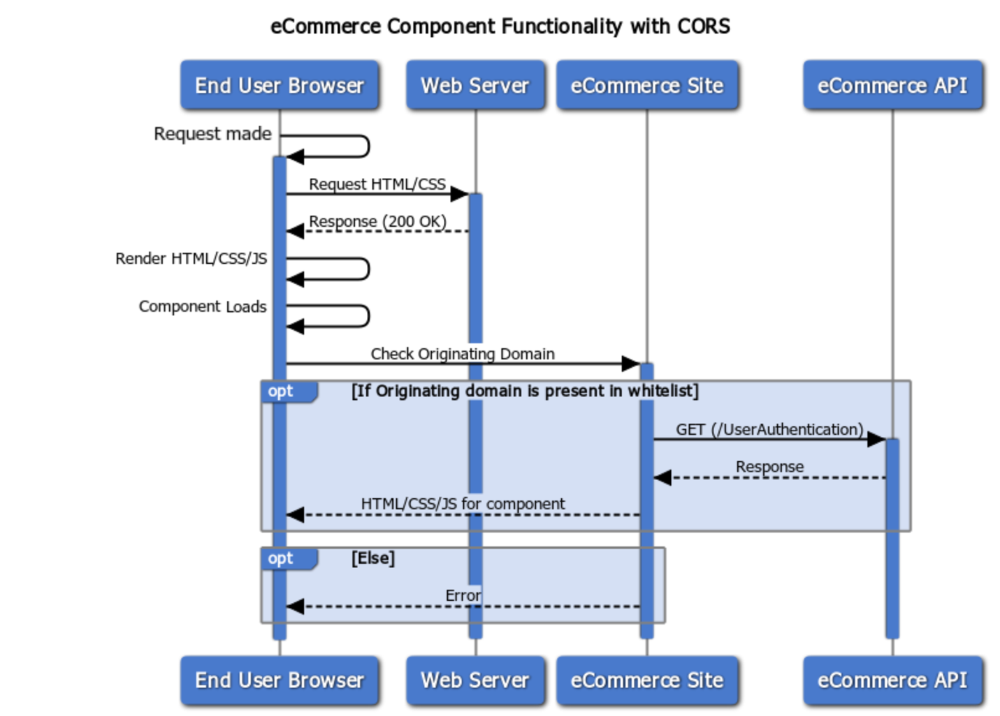 eCommerce Component Functionality with CORS
End User Browser
Web Server
eCommerce Site
eCommerce API
Request made
Request HTML/CSS
Response (200 OK)
Render HTML/CSS/JS
Component Loads
Check Originating Domain
opt
[If Originating domain is present in whitelist]
GET (/UserAuthentication)
Response
HTML/CSS/JS for component
opt
[Else]
Error
End User Browser
Web Server
eCommerce Site
eCommerce API